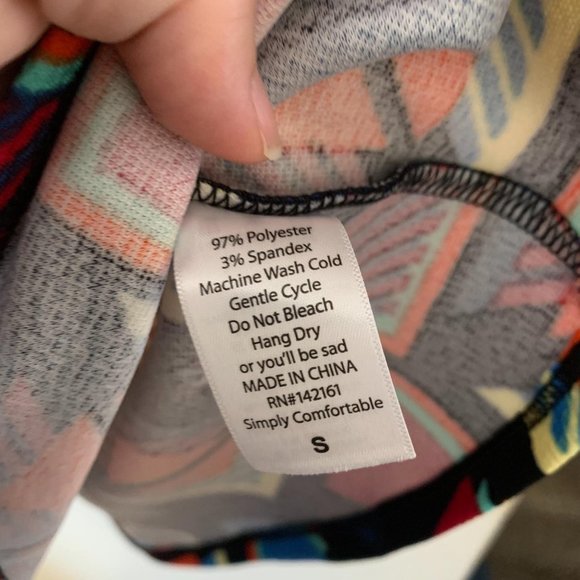 97% Polyester
3% Spandex
Machine Wash Cold
Gentle Cycle
Do Not Bleach
Hang Dry
or you'll be sad
MADE IN CHINA
RN#142161
Simply Comfortable
S